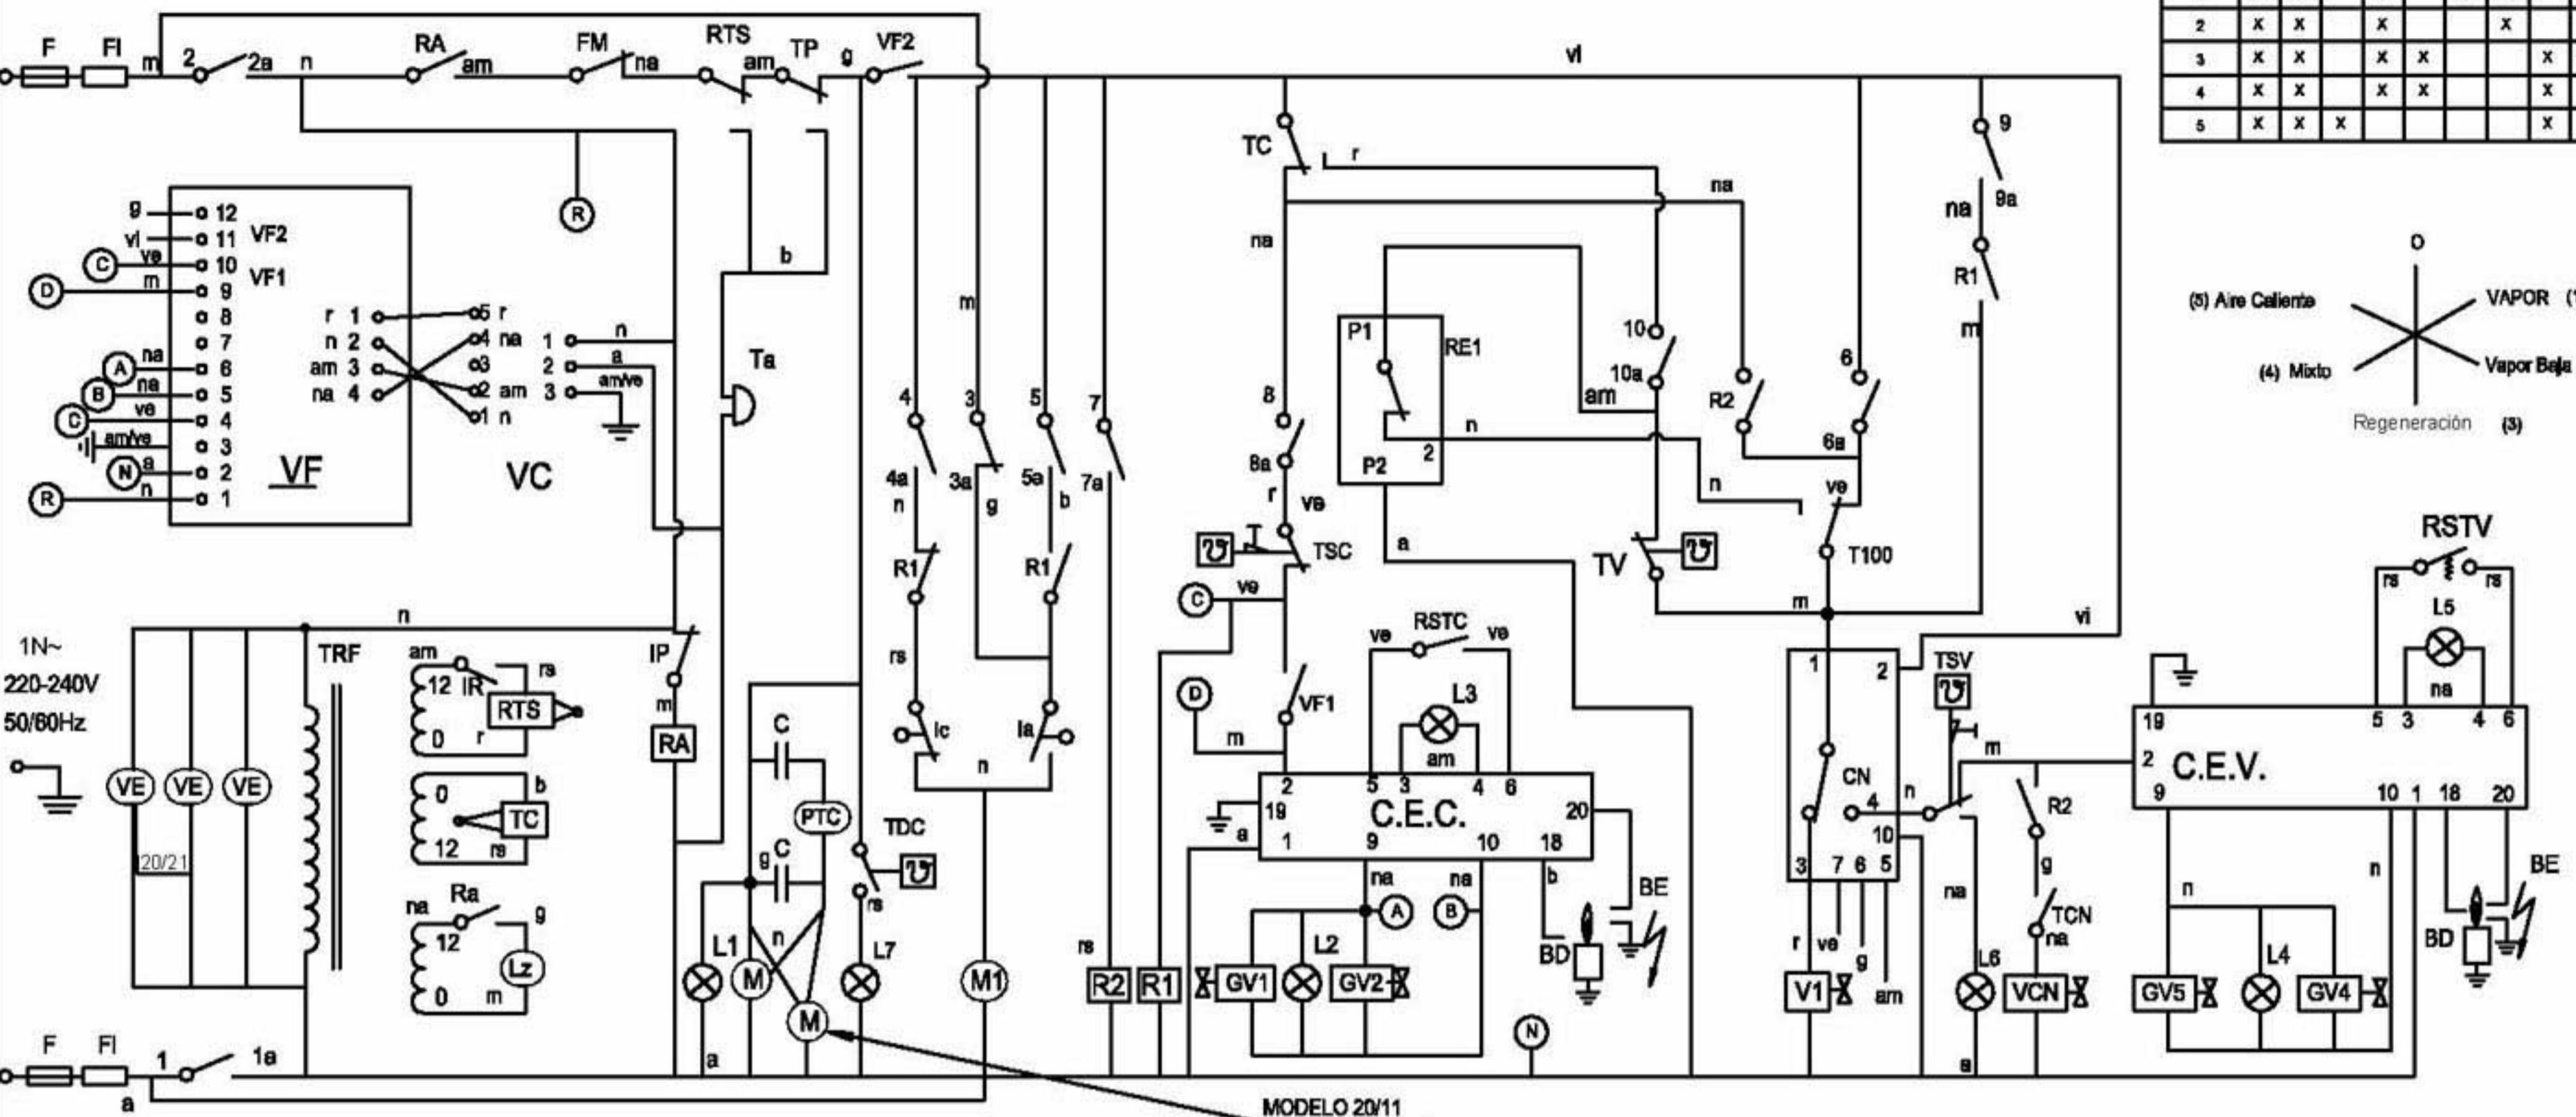 F FI m 2 2a n RA am FM na RTS am TP g VF2 vi
2 x x x x
3 x x x x x
4 x x x x x
5 x x x x
TC r na 9
na 9a
R1
m
O
(5) Aire Caliente VAPOR
(4) Mixto Vapor Baja
Regeneración (3)
R
b
m
g 12
vi 11 VF2
C ve 10
D m 9 VF1
8
7
A na 6
B na 5
C ve 4
am/ve 3
N a 2
R n 1
VF
r 1
n 2
am 3
na 4
5 r
4 na
3
2 am
1 n
VC
1 n
2 a
3 am/ve
Ta
4 3 5 7
4a 3a 5a 7a
n g b
R1 R1
rs
Ic Ia
n
8
8a
r ve
TSC
C ve
D m VF1
P1 RE1
P2 2
am
n
a
10
10a
R2
6
6a
n ve
T100
TV
m
vi
RSTV
rs rs
L5
na
1N~
220-240V
50/60Hz
n
TRF
IP
m
RA
VE VE VE
20/21
am 12 IR rs
RTS
0 r
0 b
TC
12 rs
na Ra g
12 Lz
0 m
C
PTC
g C
n
TDC
rs
L1 M L7
M
M1
rs
R2 R1
ve RSTC ve
L3
am
2 5 3 4 6
19 C.E.C. 20
a 1 9 10 18
na na b
A B
GV1 L2 GV2
BD BE
N
1 2
CN
4 n
10
3 7 6 5
r ve g am
V1
TSV
m
R2
g
TCN
na na
L6 VCN
a
19 5 3 4 6
2 C.E.V.
9 10 1 18 20
n n
GV5 L4 GV4
BD BE
F FI 1 1a
a a
MODELO 20/11